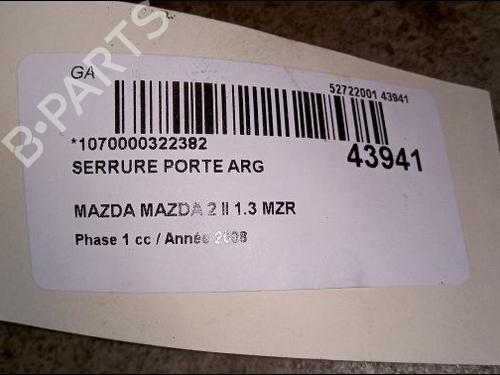 GA
52722001 43941
*1070000322382
43941
SERRURE PORTE ARG
MAZDA MAZDA 2 II 1.3 MZR
Phase 1 cc / Année 2008
B-PARTS